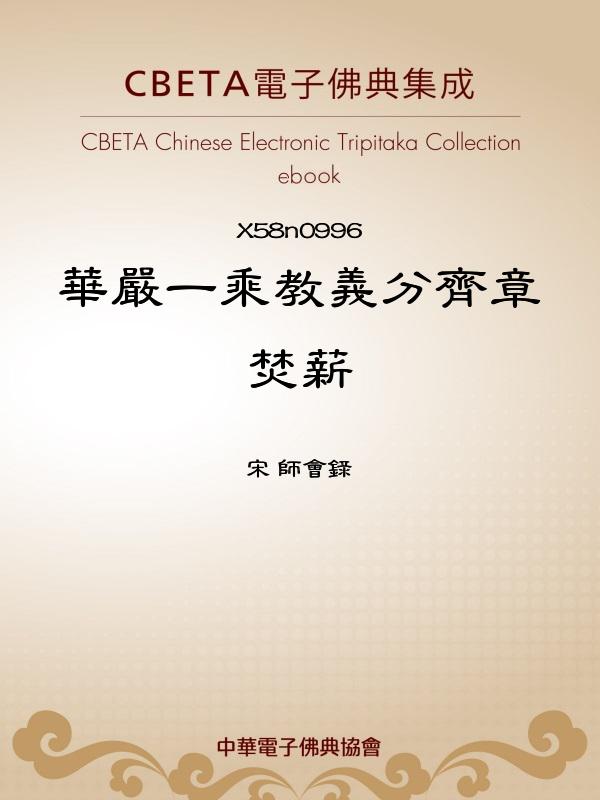 CBETA電子佛典集成
CBETA Chinese Electronic Tripitaka Collection
ebook
X58n0996
華嚴一乘教義分齊章
焚薪
宋 師會錄
中華電子佛典協會